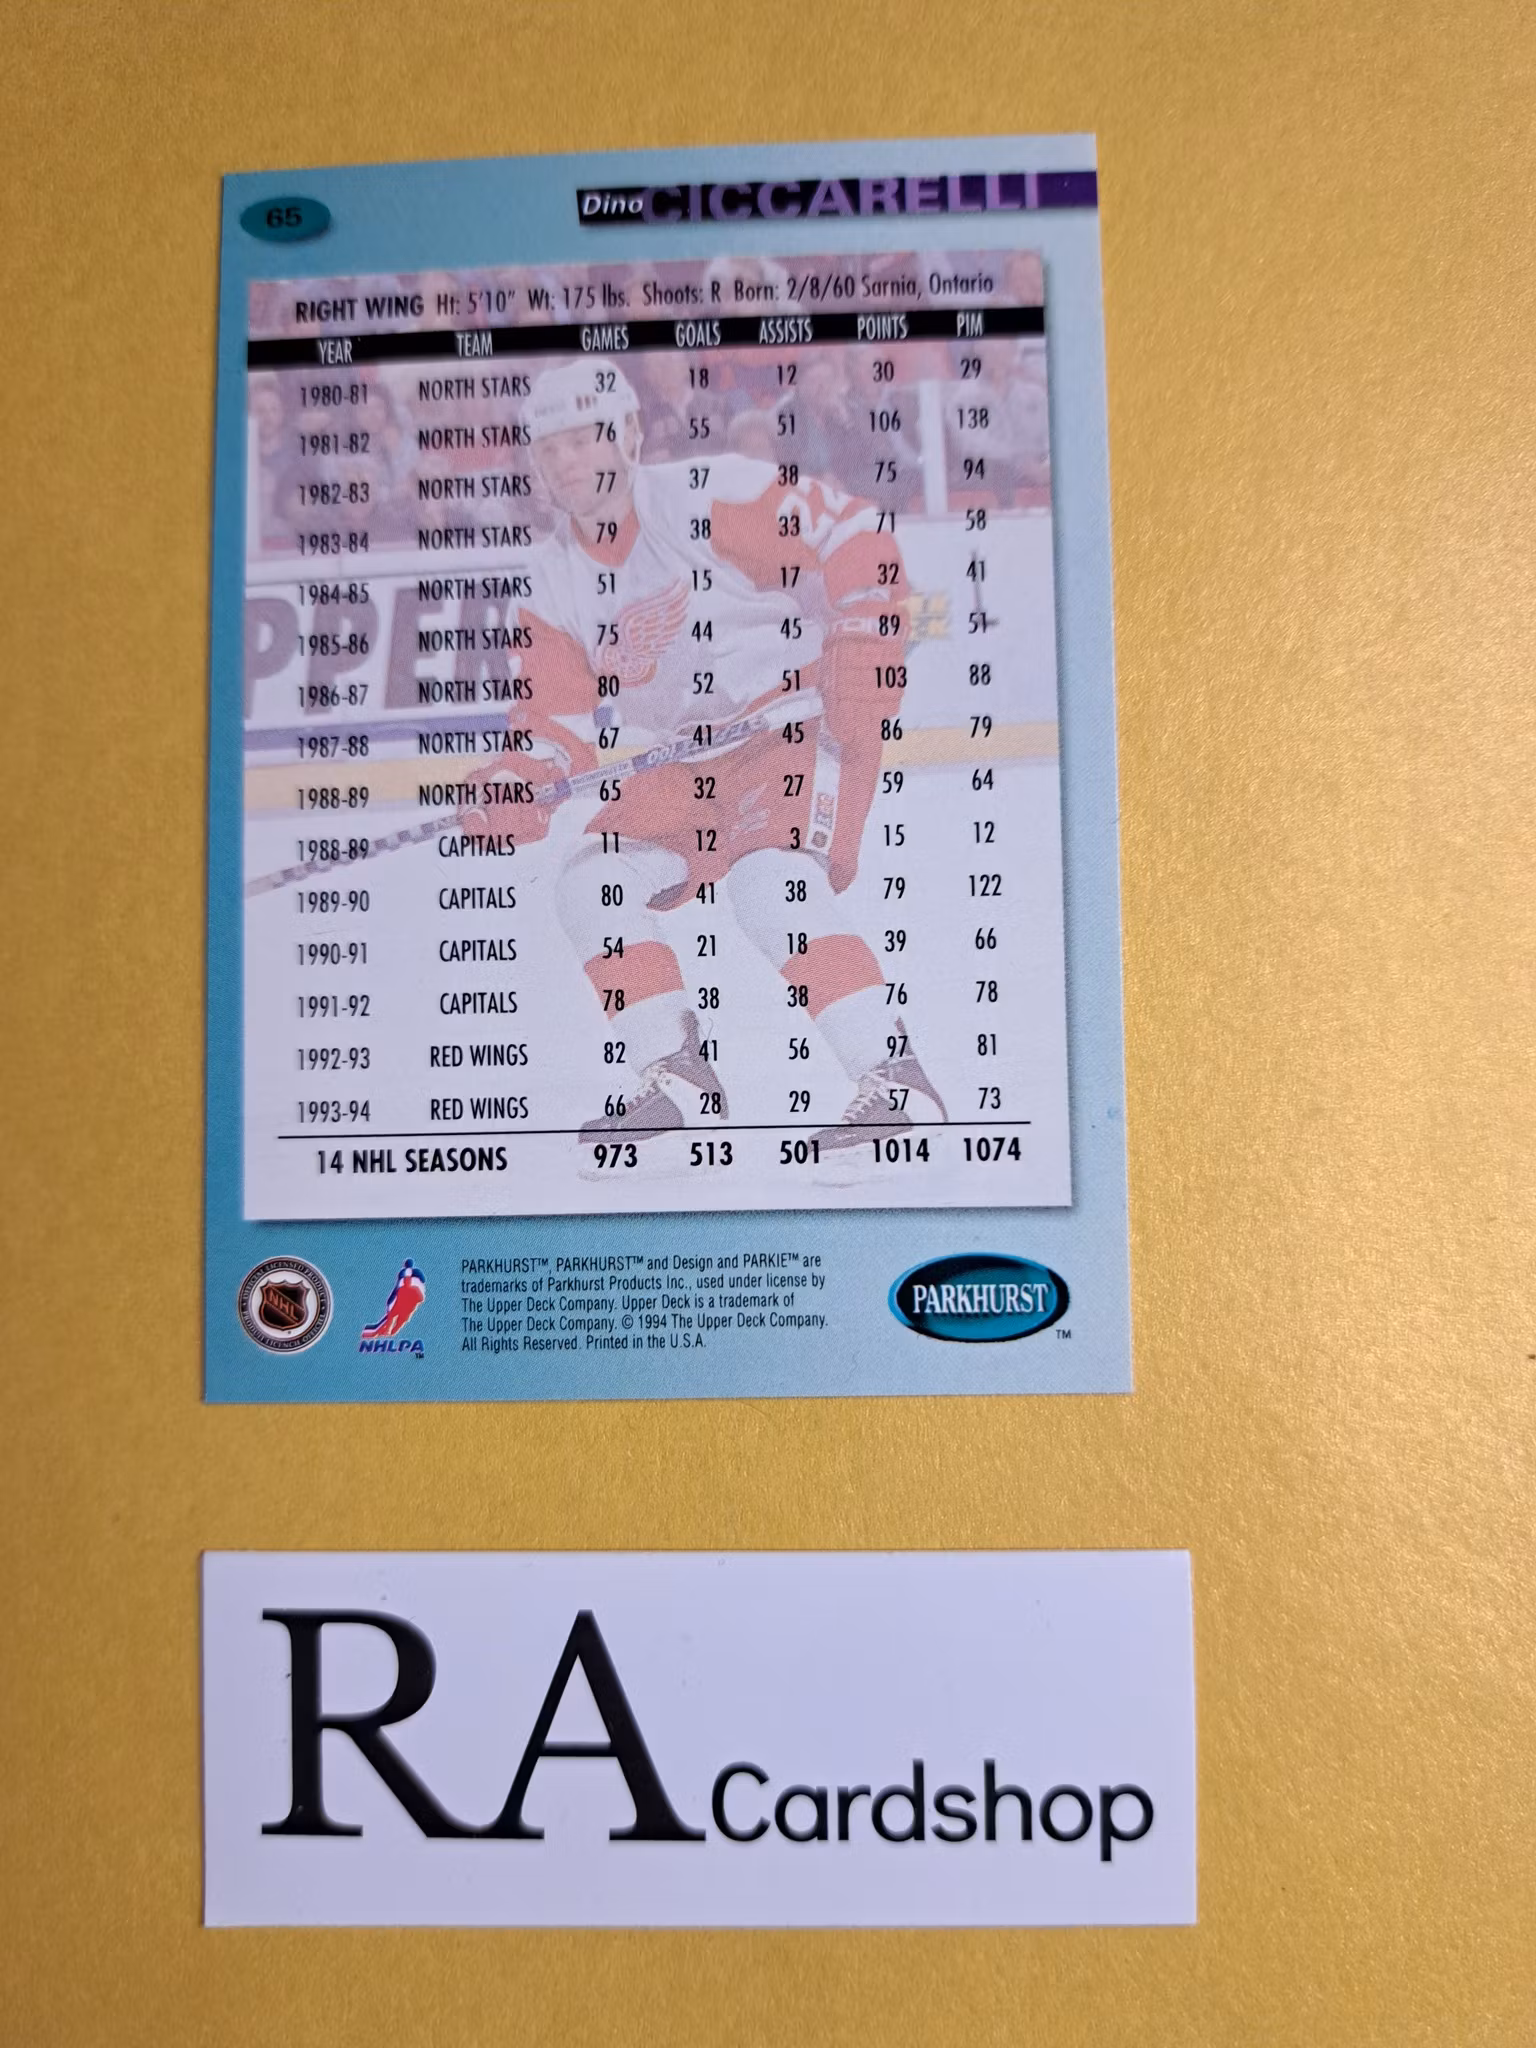 65
Dino CICCARELLI
RIGHT WING Ht: 5'10" Wt: 175 lbs. Shoots: R Born: 2/8/60 Sarnia, Ontario
YEAR TEAM GAMES GOALS ASSISTS POINTS PIM
1980-81 NORTH STARS 32 18 12 30 29
1981-82 NORTH STARS 76 55 51 106 138
1982-83 NORTH STARS 77 37 38 75 94
1983-84 NORTH STARS 79 38 33 71 58
1984-85 NORTH STARS 51 15 17 32 41
1985-86 NORTH STARS 75 44 45 89 51
1986-87 NORTH STARS 80 52 51 103 88
1987-88 NORTH STARS 67 41 45 86 79
1988-89 NORTH STARS 65 32 27 59 64
1988-89 CAPITALS 11 12 3 15 12
1989-90 CAPITALS 80 41 38 79 122
1990-91 CAPITALS 54 21 18 39 66
1991-92 CAPITALS 78 38 38 76 78
1992-93 RED WINGS 82 41 56 97 81
1993-94 RED WINGS 66 28 29 57 73
14 NHL SEASONS 973 513 501 1014 1074
NHL
NHLPA
PARKHURST™, PARKHURST™ and Design and PARKIE™ are
trademarks of Parkhurst Products Inc., used under license by
The Upper Deck Company. Upper Deck is a trademark of
The Upper Deck Company. © 1994 The Upper Deck Company.
All Rights Reserved. Printed in the U.S.A.
PARKHURST™
RA Cardshop